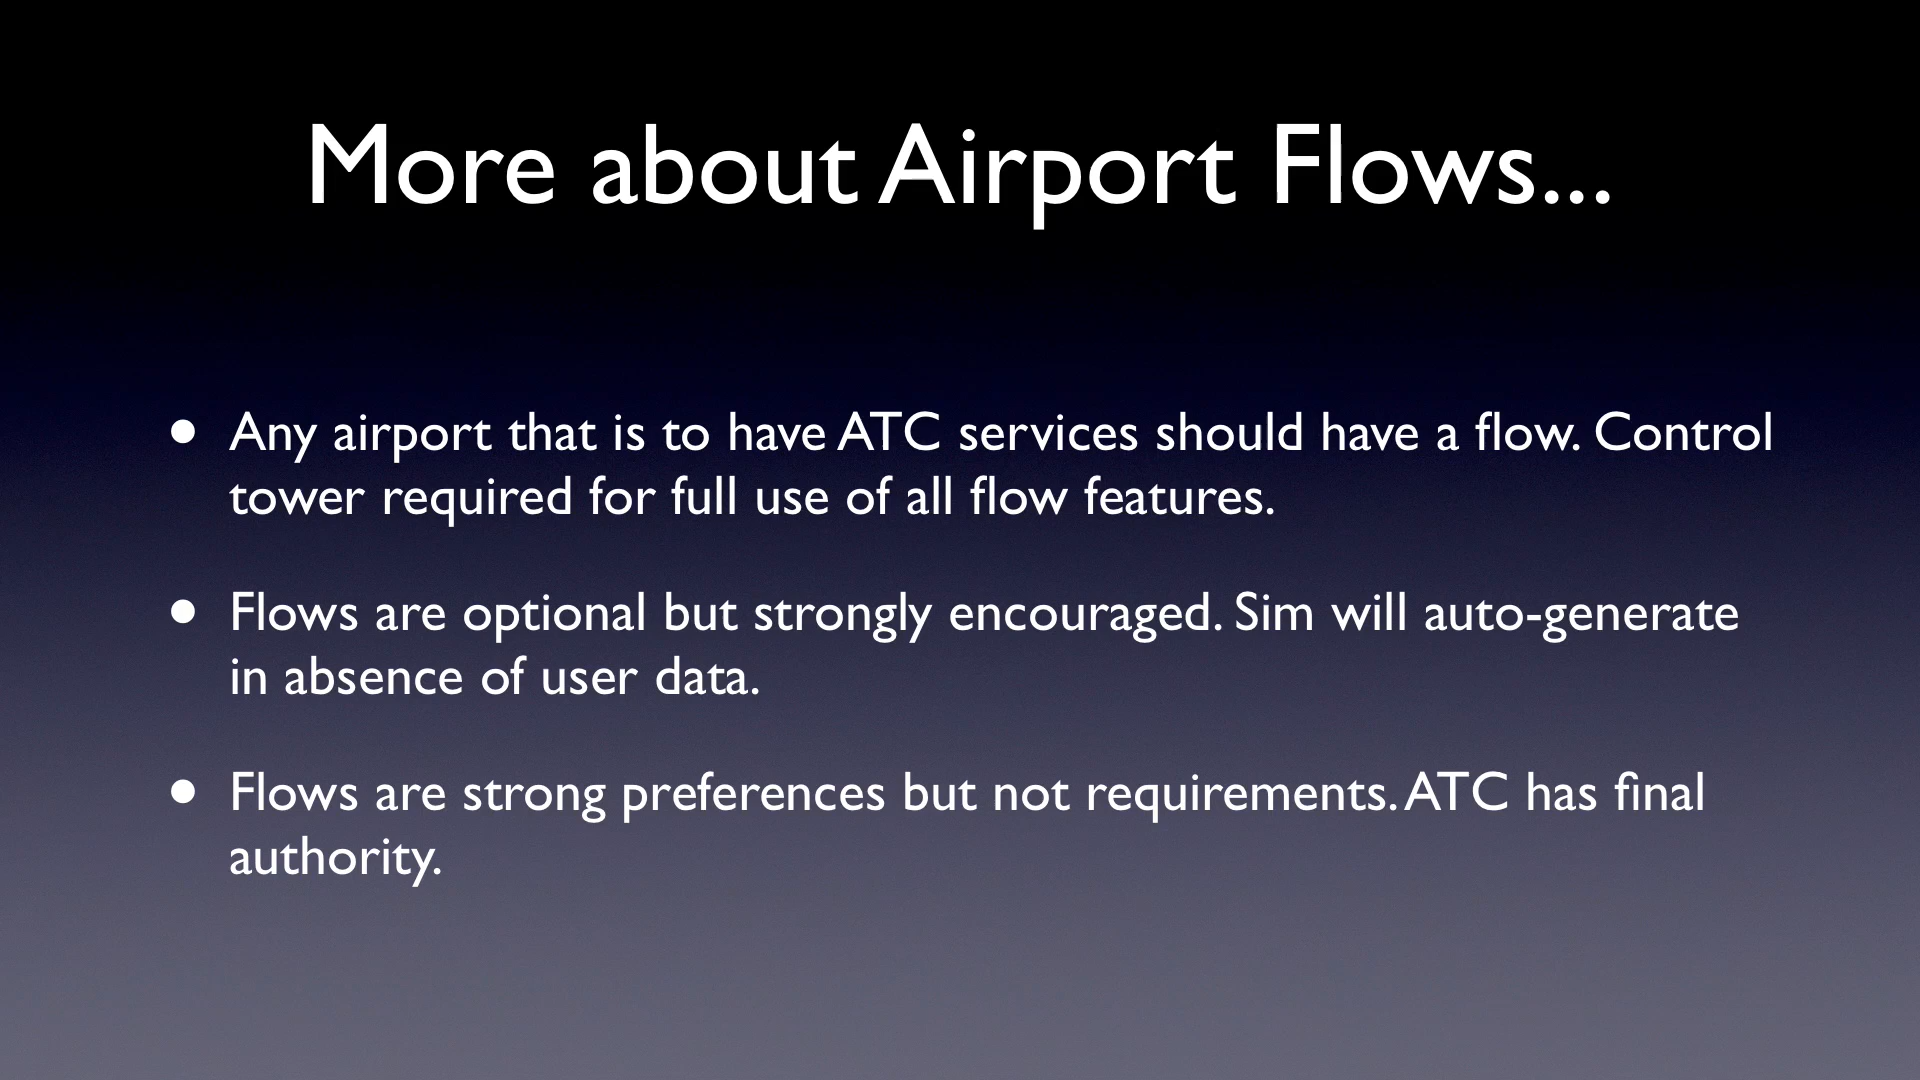 More about Airport Flows...
• Any airport that is to have ATC services should have a flow. Control
tower required for full use of all flow features.
• Flows are optional but strongly encouraged. Sim will auto-generate
in absence of user data.
• Flows are strong preferences but not requirements. ATC has final
authority.